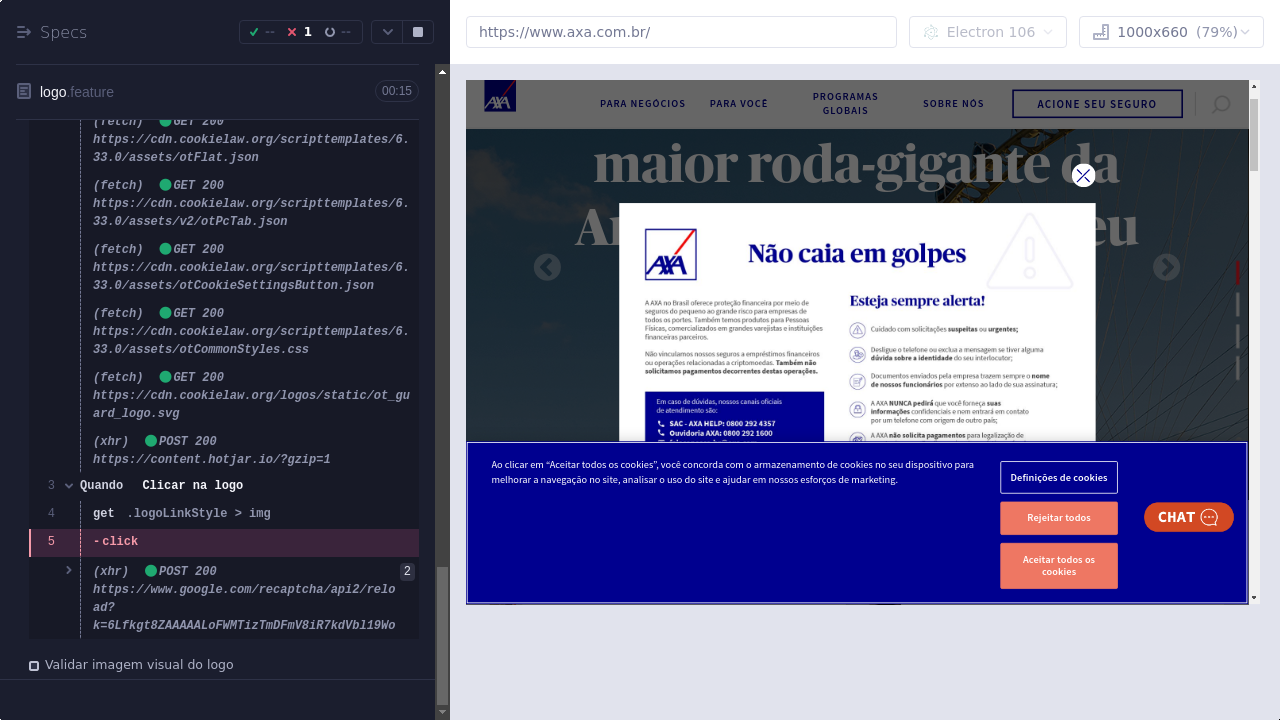 Specs
--
1
--
https://www.axa.com.br/
Electron 106
1000x660 (79%)
logo.feature
00:15
(fetch) GET 200
https://cdn.cookielaw.org/scripttemplates/6.
33.0/assets/otFlat.json
(fetch) GET 200
https://cdn.cookielaw.org/scripttemplates/6.
33.0/assets/v2/otPcTab.json
(fetch) GET 200
https://cdn.cookielaw.org/scripttemplates/6.
33.0/assets/otCookieSettingsButton.json
(fetch) GET 200
https://cdn.cookielaw.org/scripttemplates/6.
33.0/assets/otCommonStyles.css
(fetch) GET 200
https://cdn.cookielaw.org/logos/static/ot_gu
ard_logo.svg
(xhr) POST 200
3 Quando Clicar na logo
4 get .logoLinkStyle > img
5 -click
(xhr) POST 200
2
https://www.google.com/recaptcha/api2/relo
ad?
k=6Lfkgt8ZAAAAALoFWMTizTmDFmV8iR7kdVbl19Wo
Validar imagem visual do logo
AXA
PARA NEGÓCIOS
PARA VOCÊ
PROGRAMAS
GLOBAIS
SOBRE NÓS
ACIONE SEU SEGURO
maior roda-gigante da
AXA
Não caia em golpes
A AXA no Brasil oferece proteção financeira por meio de
seguros do pequeno ao grande risco para empresas de
todos os portes. Também temos produtos para Pessoas
Físicas, comercializados em grandes varejistas e instituições
financeiras parceiros.
Não vinculamos nossos seguros a empréstimos financeiros
ou operações relacionadas a criptomoedas. Também não
solicitamos pagamentos decorrentes destas operações.
Em caso de dúvidas, nossos canais oficiais
de atendimento são:
SAC - AXA HELP: 0800 292 4357
Ouvidoria AXA: 0800 292 1600
Esteja sempre alerta!
Cuidado com solicitações suspeitas ou urgentes;
Desligue o telefone ou exclua a mensagem se tiver alguma
dúvida sobre a identidade do seu interlocutor;
Documentos enviados pela empresa trazem sempre o nome
de nossos funcionários por extenso ao lado de sua assinatura;
A AXA NUNCA pedirá que você forneça suas
informações confidenciais e nem entrará em contato
por um telefone com origem de outro país;
A AXA não solicita pagamentos para legalização de
Ao clicar em “Aceitar todos os cookies”, você concorda com o armazenamento de cookies no seu dispositivo para
melhorar a navegação no site, analisar o uso do site e ajudar em nossos esforços de marketing.
Definições de cookies
Rejeitar todos
Aceitar todos os
cookies
CHAT